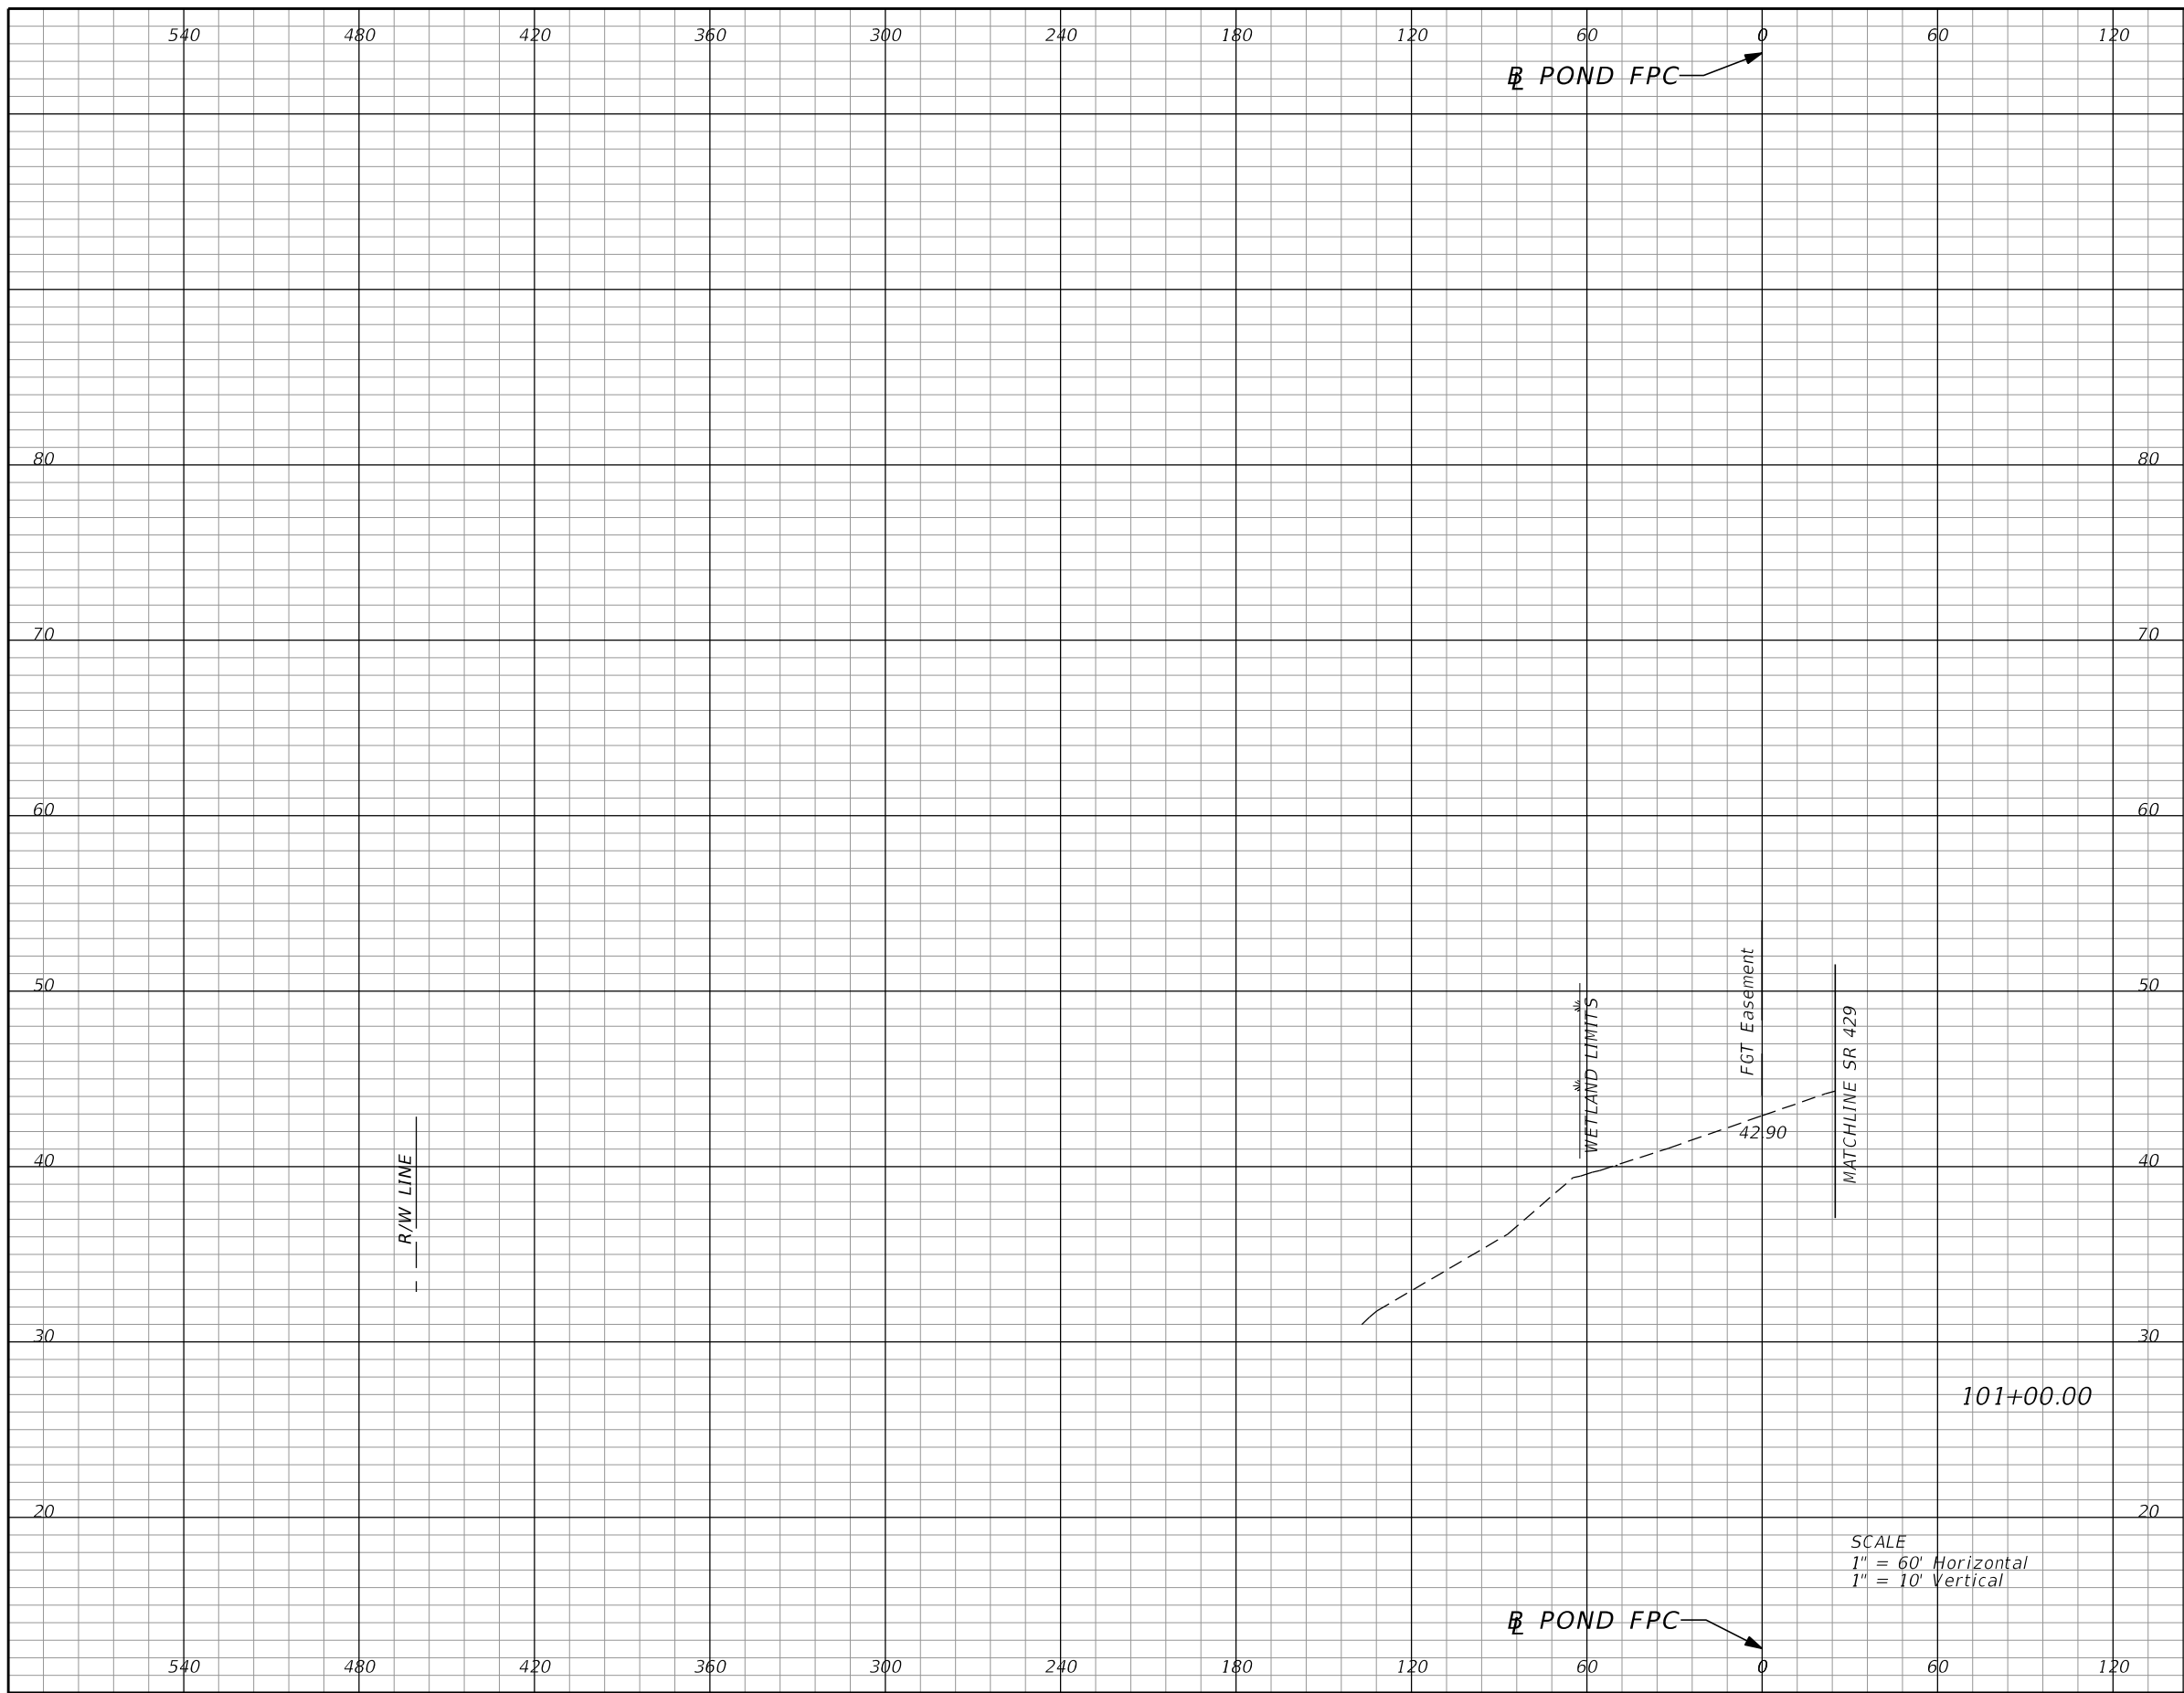 540 480 420 360 300 240 180 120 60 0 60 120
BL POND FPC
80 80
70 70
60 60
50 50
FGT Easement
WETLAND LIMITS
MATCHLINE SR 429
42.90
R/W LINE
40 40
30 30
101+00.00
20 20
SCALE
1" = 60' Horizontal
1" = 10' Vertical
BL POND FPC
540 480 420 360 300 240 180 120 60 0 60 120